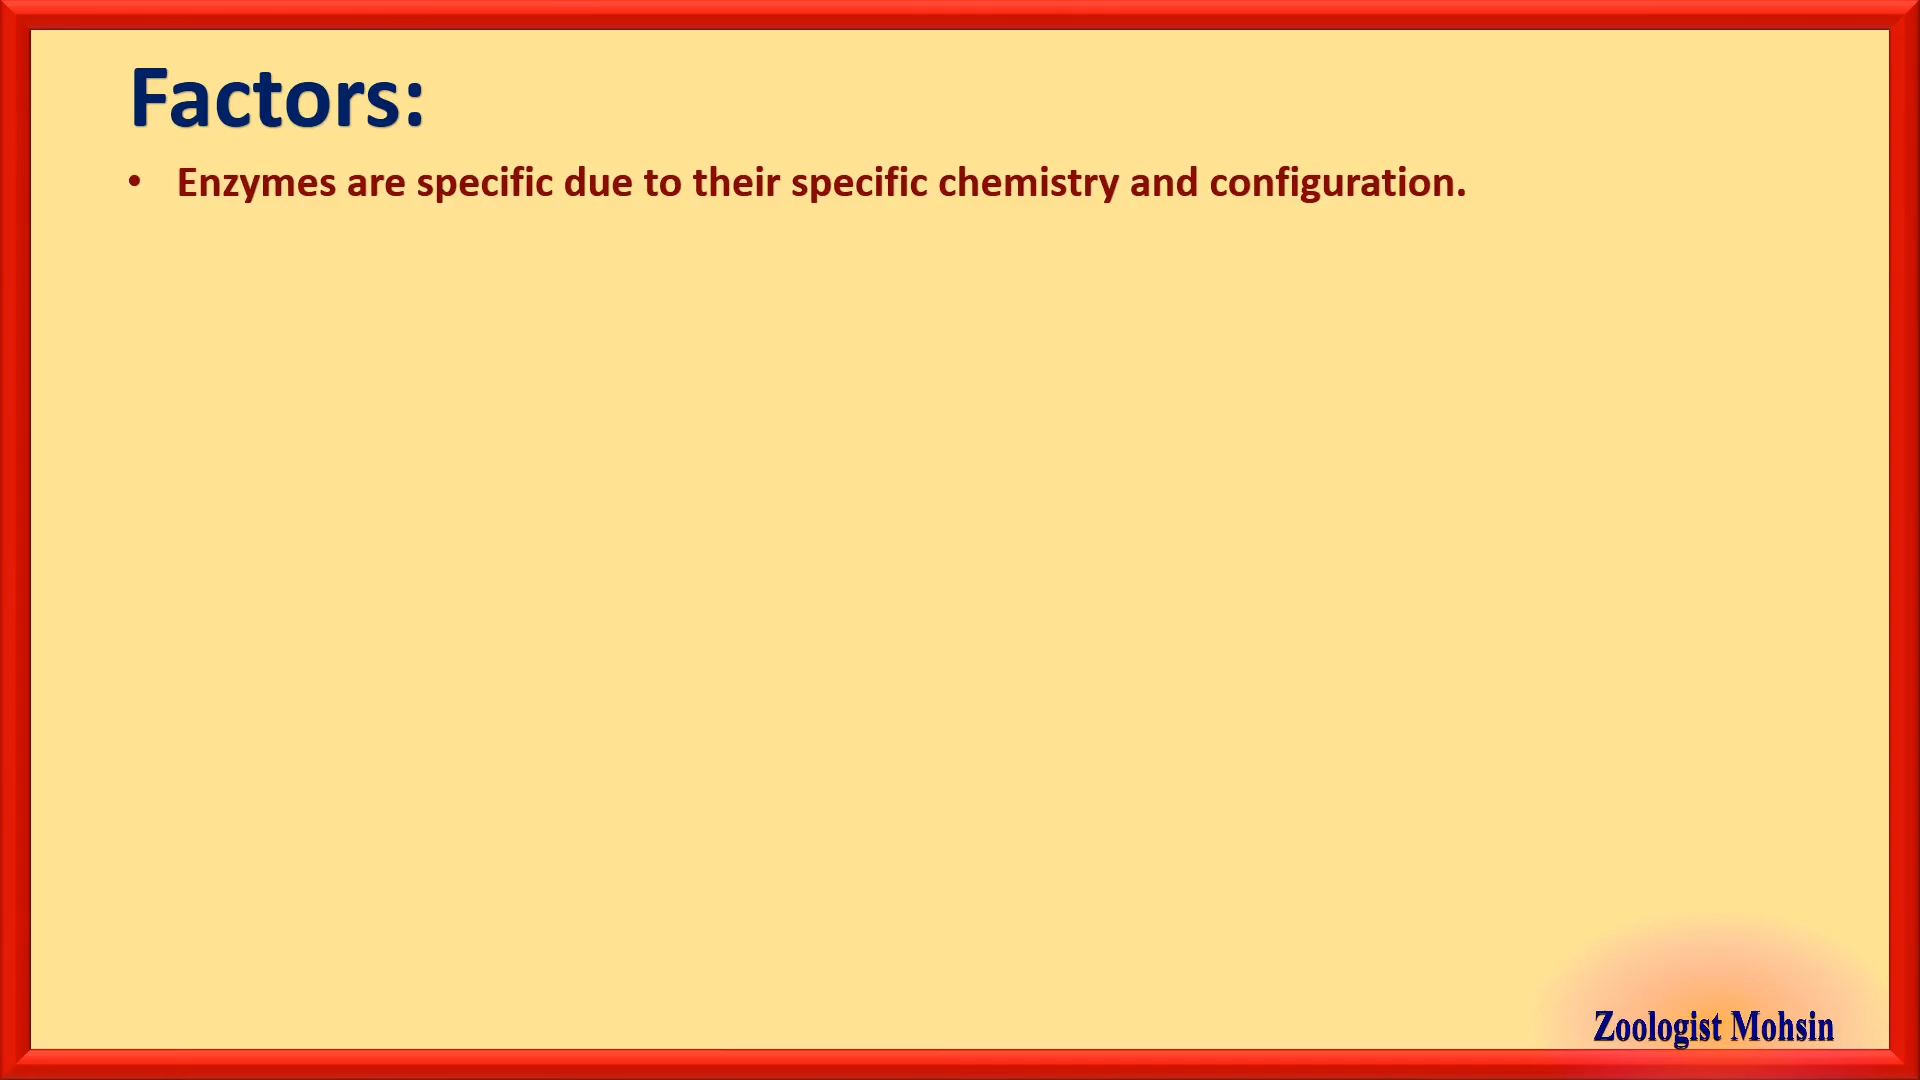 Factors:
• Enzymes are specific due to their specific chemistry and configuration.
Zoologist Mohsin